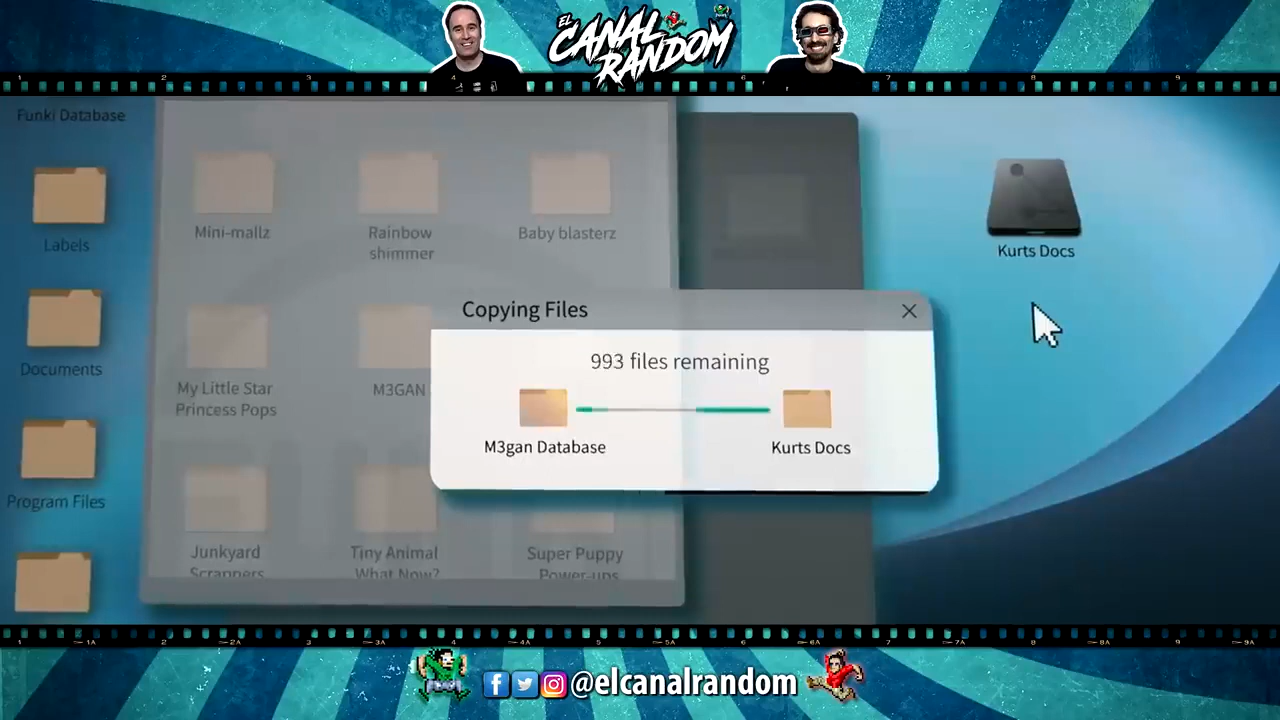 EL
CANAL
RANDOM
Funki Database
Labels
Documents
Program Files
Mini-mallz
Rainbow
shimmer
Baby blasterz
My Little Star
Princess Pops
M3GAN
Junkyard
Scrappers
Tiny Animal
What Now?
Super Puppy
Power-ups
Kurts Docs
Copying Files
993 files remaining
M3gan Database
Kurts Docs
@elcanalrandom